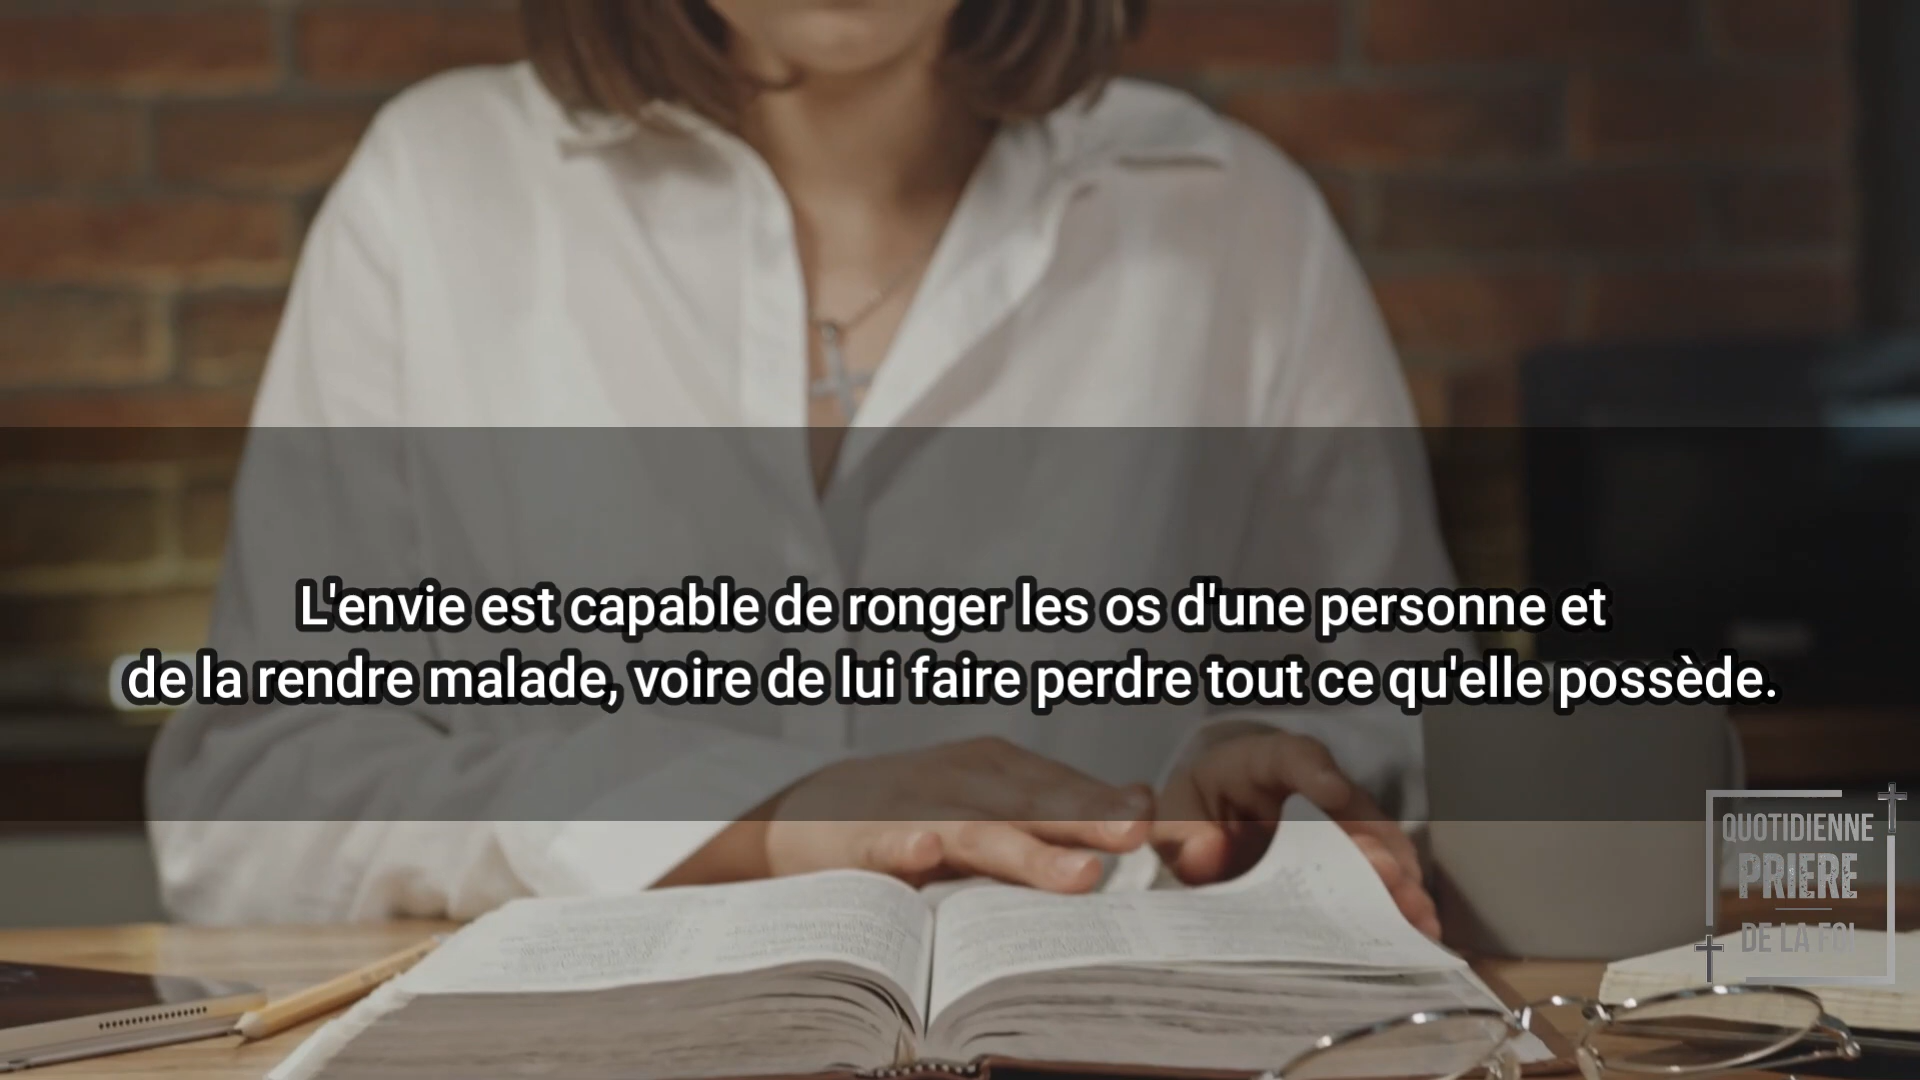 L'envie est capable de ronger les os d'une personne et
de la rendre malade, voire de lui faire perdre tout ce qu'elle possède.
QUOTIDIENNE
PRIERE
DE LA FOI